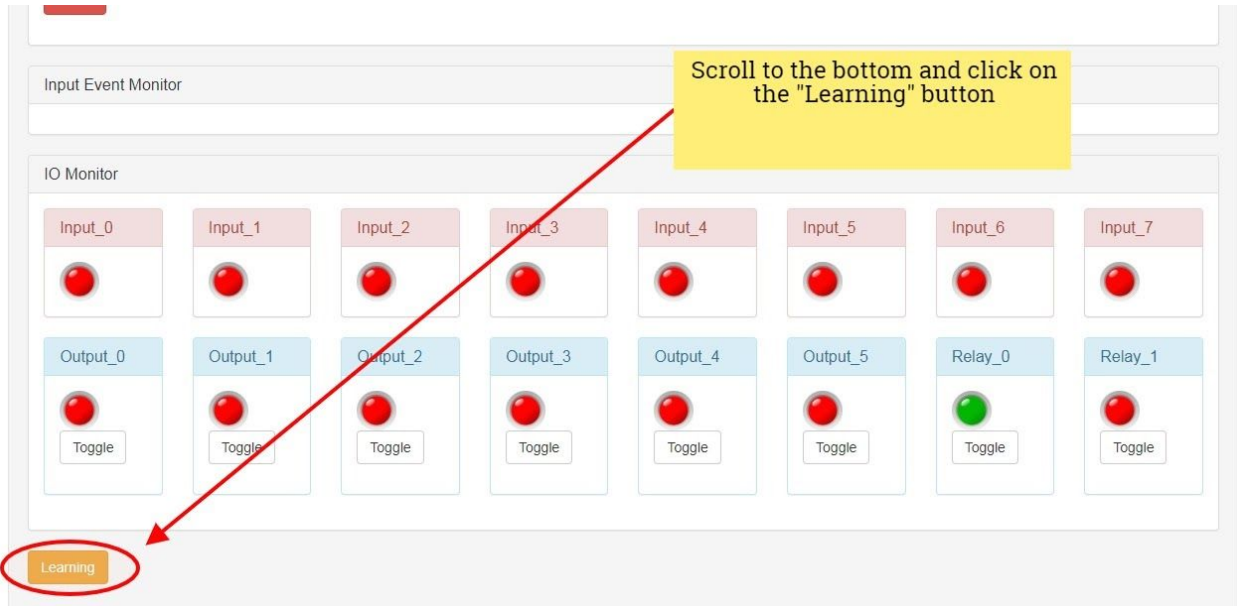 Input Event Monitor
Scroll to the bottom and click on
the "Learning" button
IO Monitor
Input_0 Input_1 Input_2 Input_3 Input_4 Input_5 Input_6 Input_7
Output_0 Output_1 Output_2 Output_3 Output_4 Output_5 Relay_0 Relay_1
Toggle Toggle Toggle Toggle Toggle Toggle Toggle Toggle
Learning